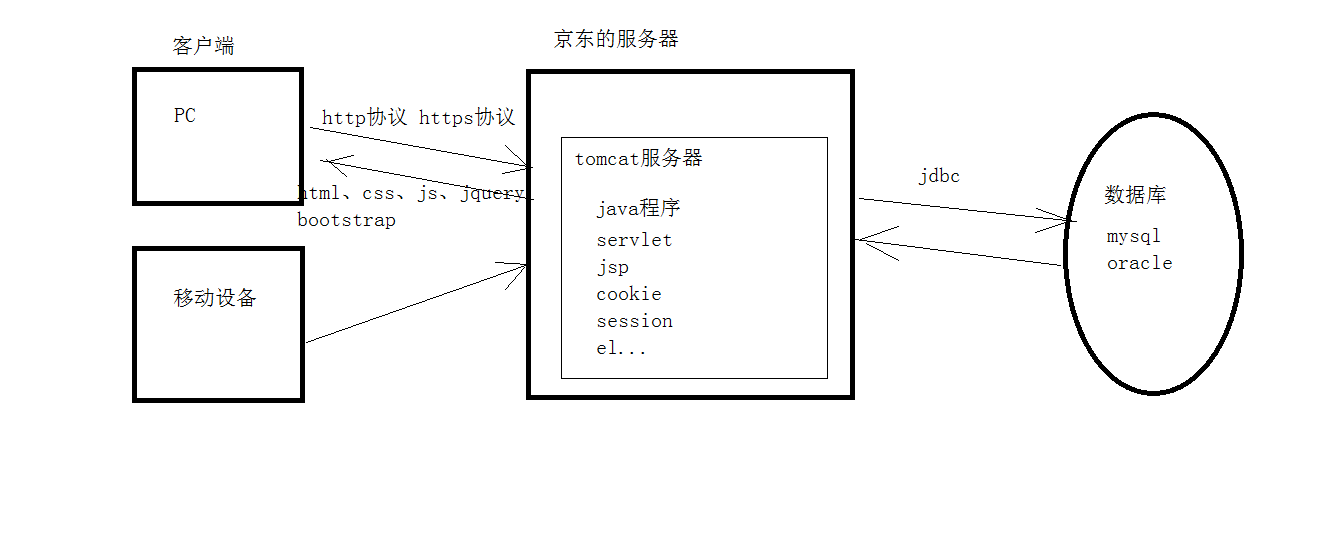 客户端
PC
移动设备
http协议 https协议
html、css、js、jquery
bootstrap
京东的服务器
tomcat服务器
java程序
servlet
jsp
cookie
session
el...
jdbc
数据库
mysql
oracle